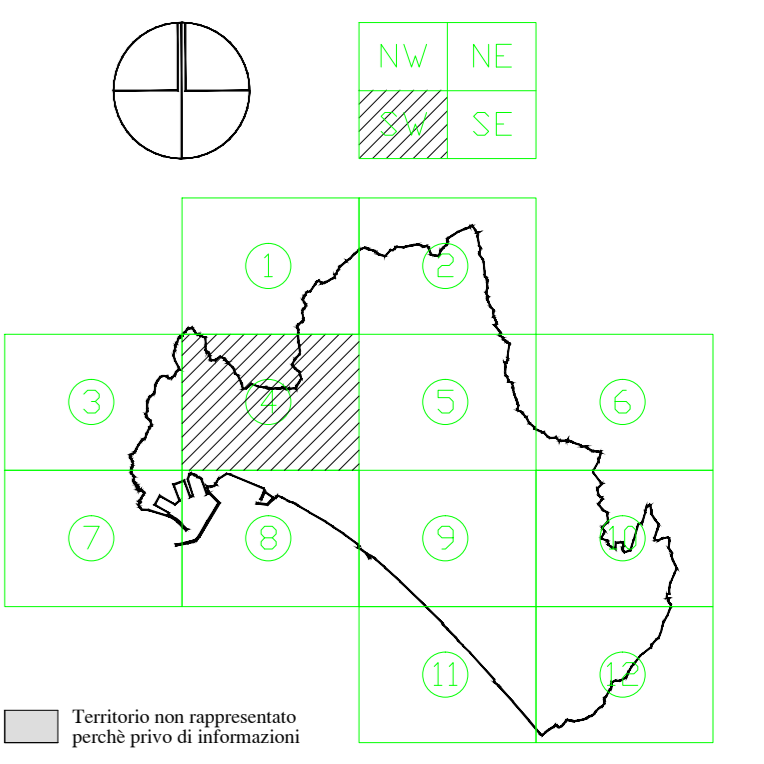 NW NE
SW SE
1 2
3 4 5 6
7 8 9 10
11 12
Territorio non rappresentato
perchè privo di informazioni